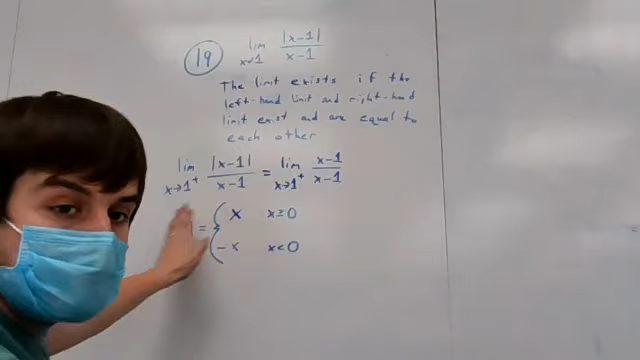 19 lim x→1 |x-1| / x-1
The limit exists if the
left-hand limit and right-hand
limit exist and are equal to
each other
lim x→1⁺ |x-1| / x-1 = lim x→1⁺ x-1 / x-1
= { x x≥0
-x x<0